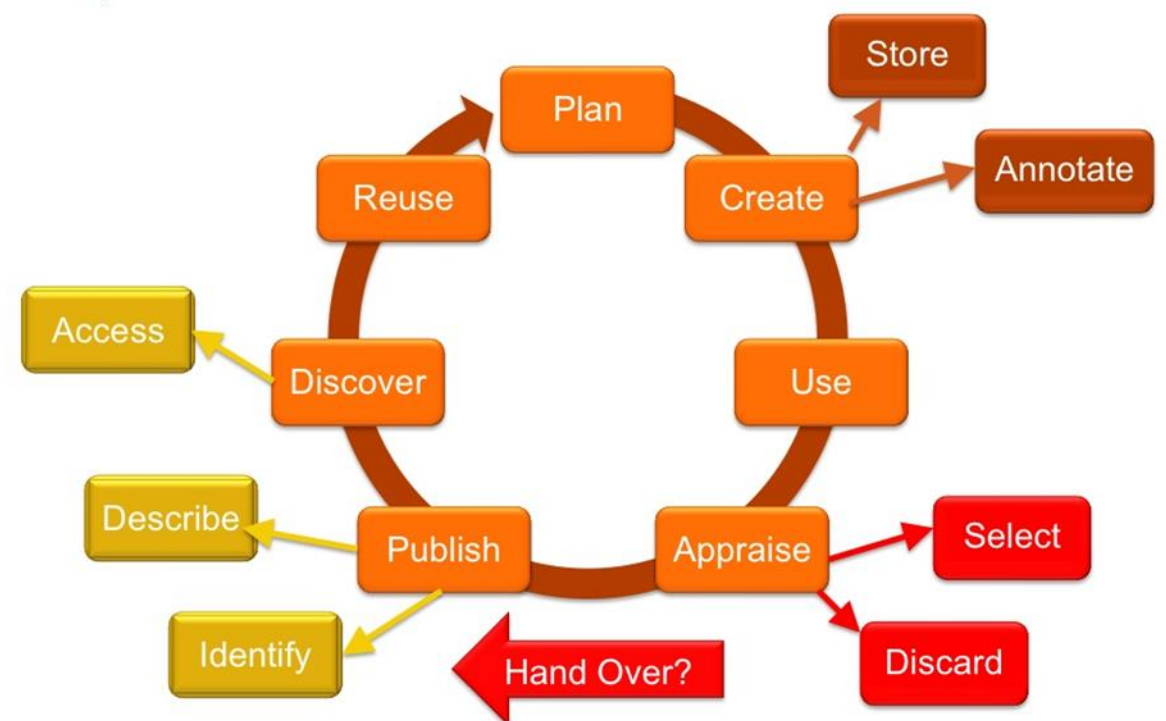 Store
Plan
Annotate
Reuse
Create
Access
Discover
Use
Describe
Publish
Appraise
Select
Identify
Hand Over?
Discard